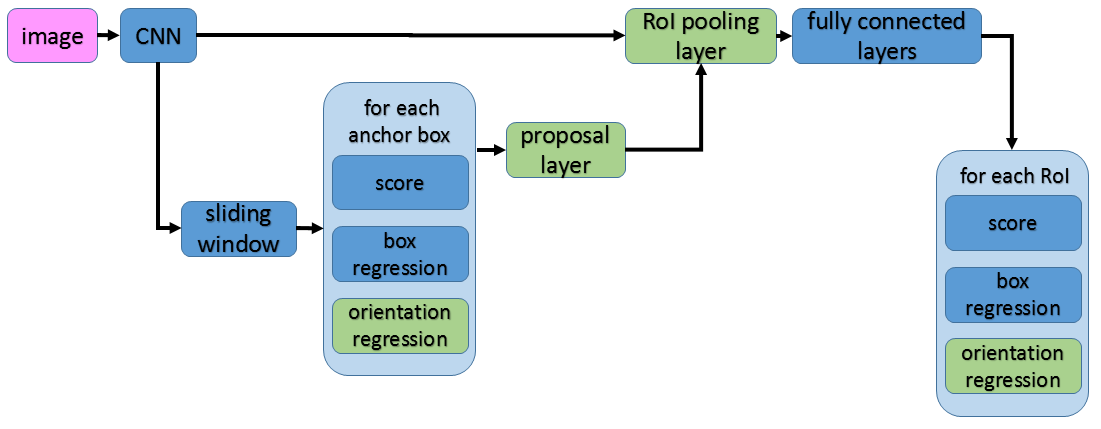 image
CNN
RoI pooling
layer
fully connected
layers
for each
anchor box
score
box
regression
orientation
regression
proposal
layer
sliding
window
for each RoI
score
box
regression
orientation
regression